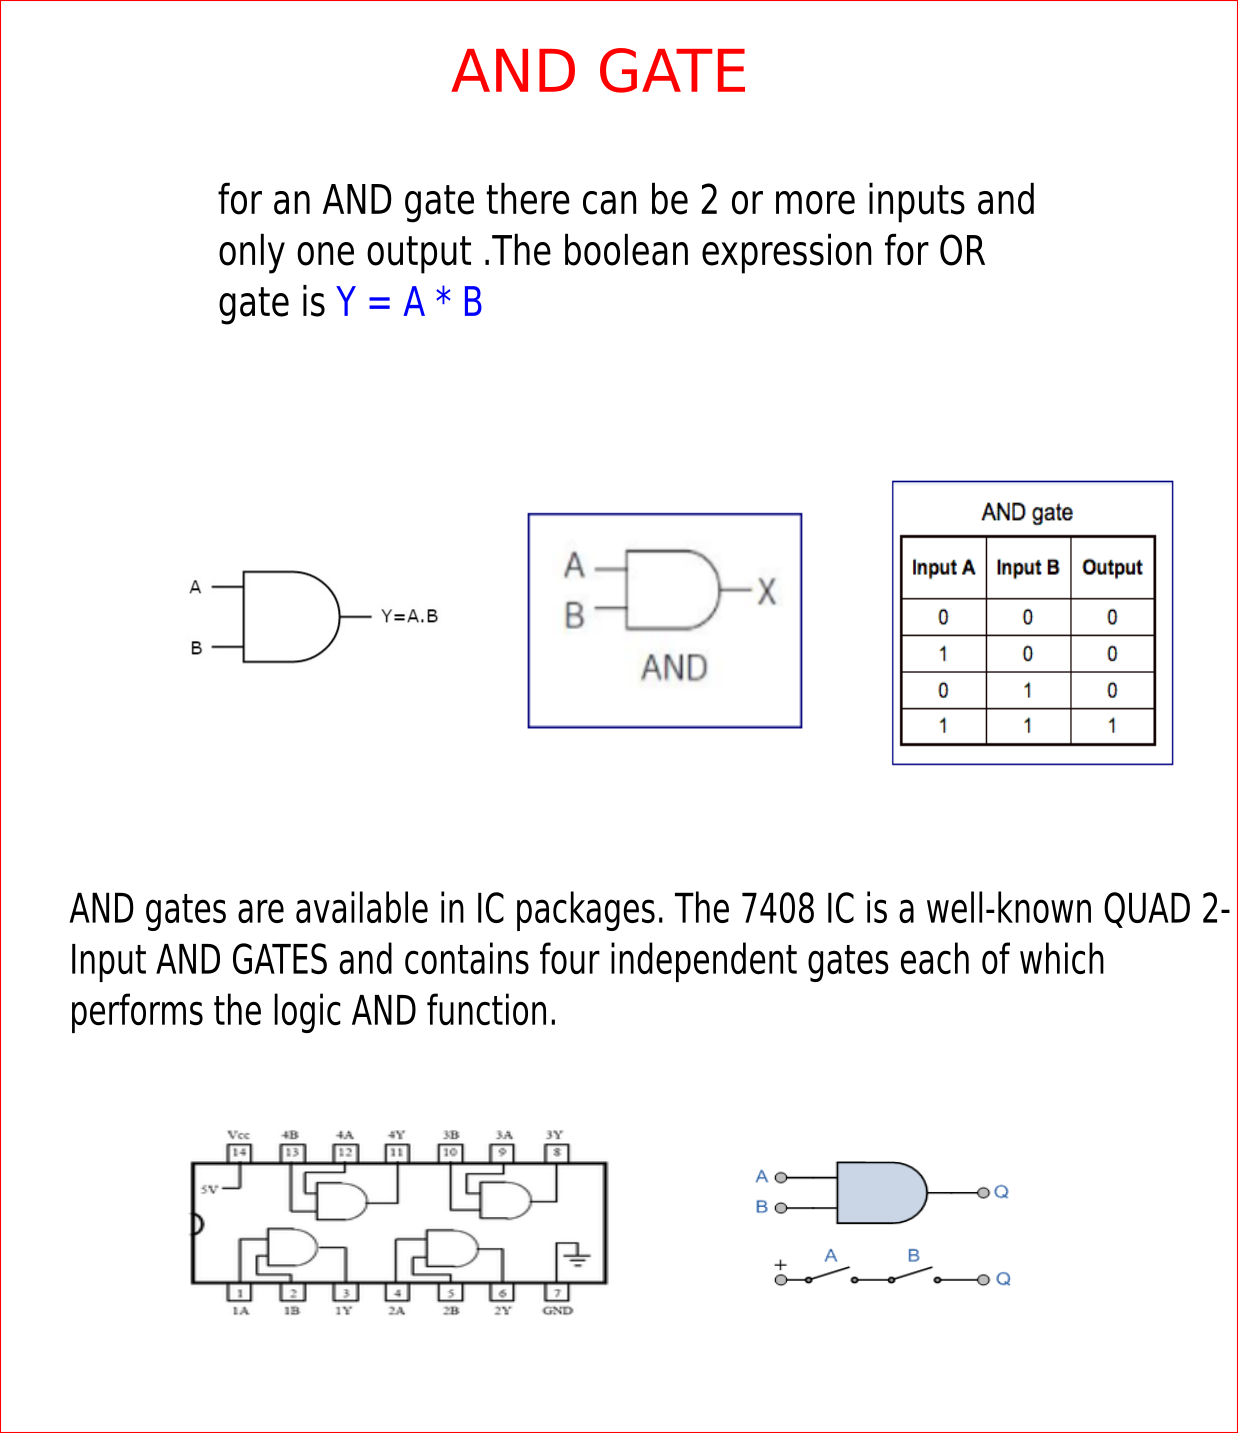 AND GATE
for an AND gate there can be 2 or more inputs and
only one output .The boolean expression for OR
gate is Y = A * B
A
B
Y=A.B
A
B
X
AND
AND gate
Input A Input B Output
0 0 0
1 0 0
0 1 0
1 1 1
AND gates are available in IC packages. The 7408 IC is a well-known QUAD 2-
Input AND GATES and contains four independent gates each of which
performs the logic AND function.
Vcc 4B 4A 4Y 3B 3A 3Y
14 13 12 11 10 9 8
5V
1 2 3 4 5 6 7
1A 1B 1Y 2A 2B 2Y GND
A
B
Q
+ A B
Q